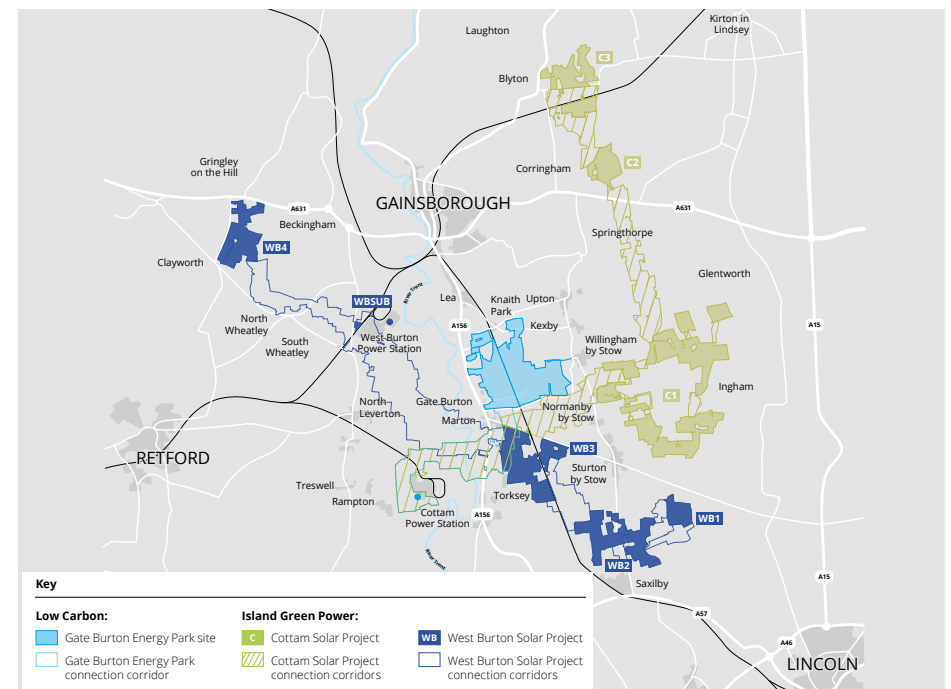 Laughton
Kirton in
Lindsey
C3
Blyton
Gringley
on the Hill
Corringham
C2
GAINSBOROUGH
A631
A631
Beckingham
Springthorpe
WB4
Clayworth
Glentworth
River Trent
WBSUB
Lea
Knaith
Park
Upton
North
Wheatley
A156
Kexby
A15
South
Wheatley
West Burton
Power Station
Willingham
by Stow
Ingham
C1
North
Leverton
Gate Burton
Normanby
by Stow
Marton
WB3
RETFORD
Sturton
by Stow
Treswell
Rampton
Torksey
Cottam
Power Station
A156
WB1
River Trent
WB2
Saxilby
A15
A57
A46
LINCOLN
Key
Low Carbon:
Gate Burton Energy Park site
Gate Burton Energy Park
connection corridor
Island Green Power:
C Cottam Solar Project
Cottam Solar Project
connection corridors
WB West Burton Solar Project
West Burton Solar Project
connection corridors